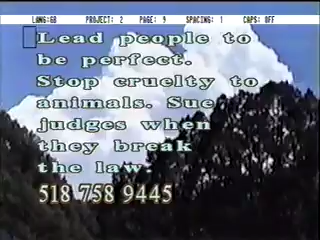 LANG:GB PROJECT: 2 PAGE: 9 SPACING: 1 CAPS: OFF
Lead people to
be perfect.
Stop cruelty to
animals. Sue
judges when
they break
the law.
518 758 9445